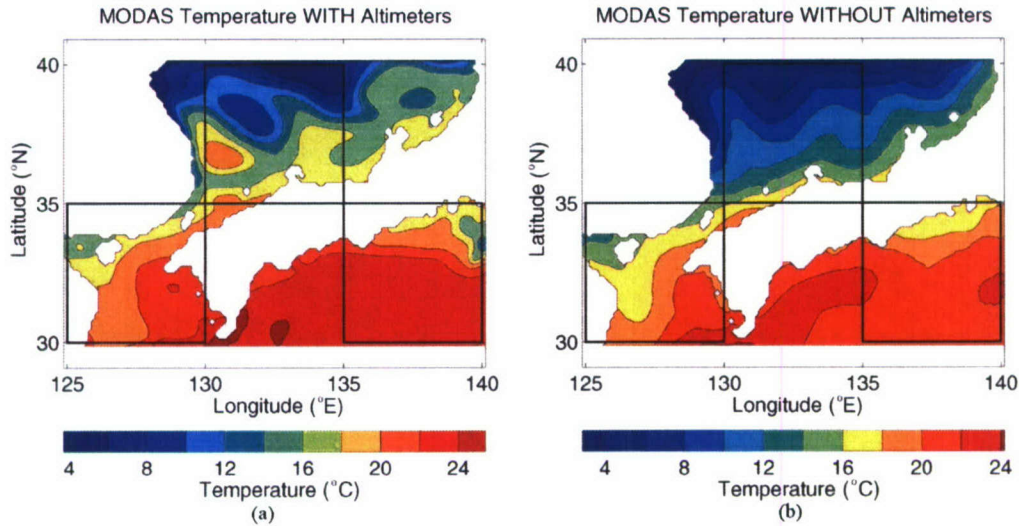 MODAS Temperature WITH Altimeters
40
35
30
Latitude (°N)
125 130 135 140
Longitude (°E)
4 8 12 16 20 24
Temperature (°C)
(a)
MODAS Temperature WITHOUT Altimeters
40
35
30
Latitude (°N)
125 130 135 140
Longitude (°E)
4 8 12 16 20 24
Temperature (°C)
(b)